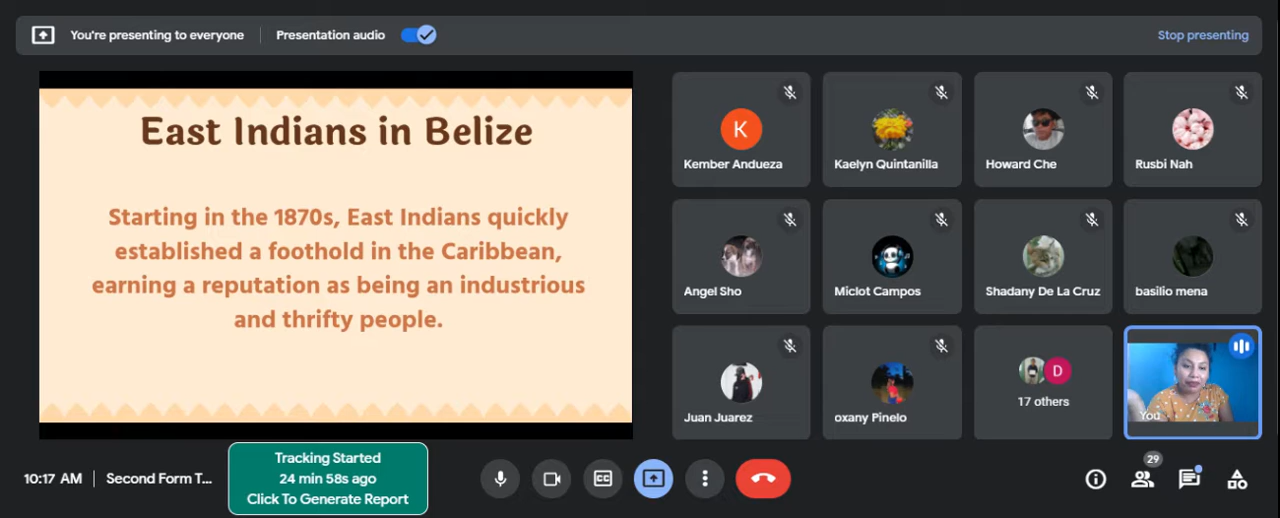 You're presenting to everyone
Presentation audio
Stop presenting
East Indians in Belize
Starting in the 1870s, East Indians quickly
established a foothold in the Caribbean,
earning a reputation as being an industrious
and thrifty people.
K
Kember Andueza
Kaelyn Quintanilla
Howard Che
Rusbi Nah
Angel Sho
Miclot Campos
Shadany De La Cruz
basilio mena
Juan Juarez
oxany Pinelo
D
17 others
You
10:17 AM
Second Form T...
Tracking Started
24 min 58s ago
Click To Generate Report
CC
29